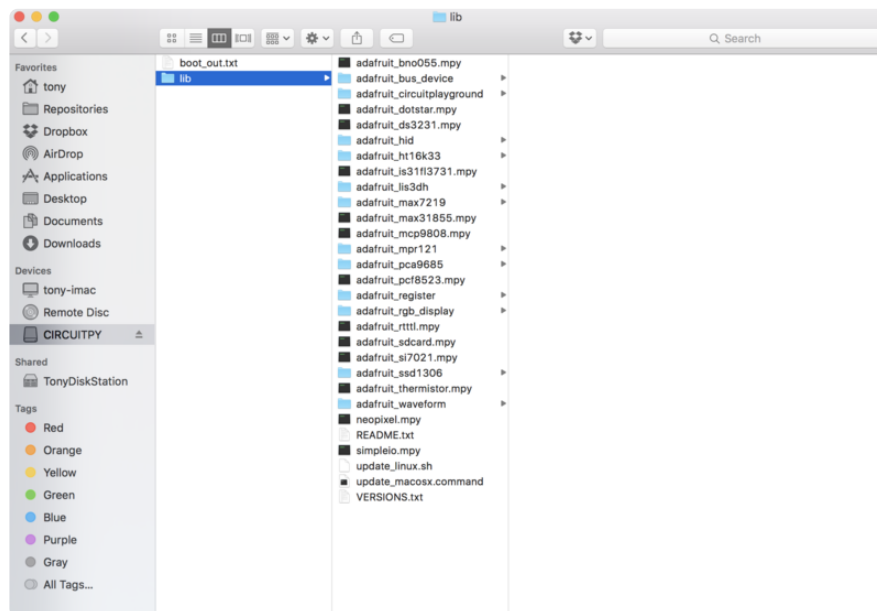 lib
Search
Favorites
tony
Repositories
Dropbox
AirDrop
Applications
Desktop
Documents
Downloads
Devices
tony-imac
Remote Disc
CIRCUITPY
Shared
TonyDiskStation
Tags
Red
Orange
Yellow
Green
Blue
Purple
Gray
All Tags...
boot_out.txt
lib
adafruit_bno055.mpy
adafruit_bus_device
adafruit_circuitplayground
adafruit_dotstar.mpy
adafruit_ds3231.mpy
adafruit_hid
adafruit_ht16k33
adafruit_is31fl3731.mpy
adafruit_lis3dh
adafruit_max7219
adafruit_max31855.mpy
adafruit_mcp9808.mpy
adafruit_mpr121
adafruit_pca9685
adafruit_pcf8523.mpy
adafruit_register
adafruit_rgb_display
adafruit_rtttl.mpy
adafruit_sdcard.mpy
adafruit_si7021.mpy
adafruit_ssd1306
adafruit_thermistor.mpy
adafruit_waveform
neopixel.mpy
README.txt
simpleio.mpy
update_linux.sh
update_macosx.command
VERSIONS.txt